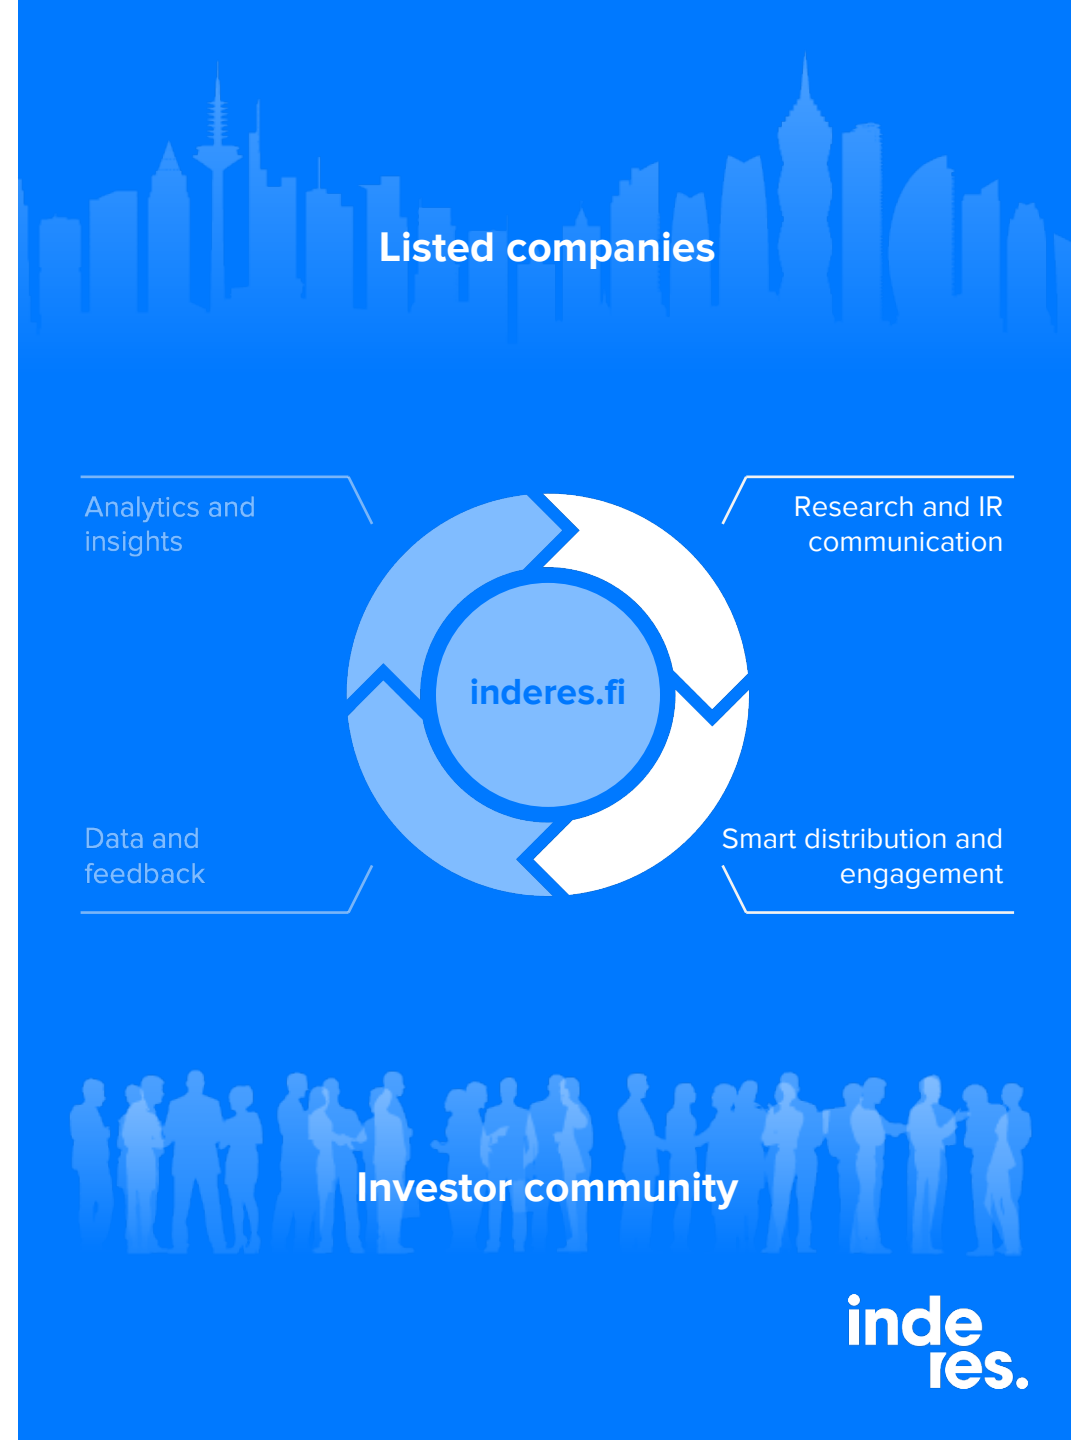 Listed companies
Analytics and
insights
Research and IR
communication
inderes.fi
Data and
feedback
Smart distribution and
engagement
Investor community
inde
res.